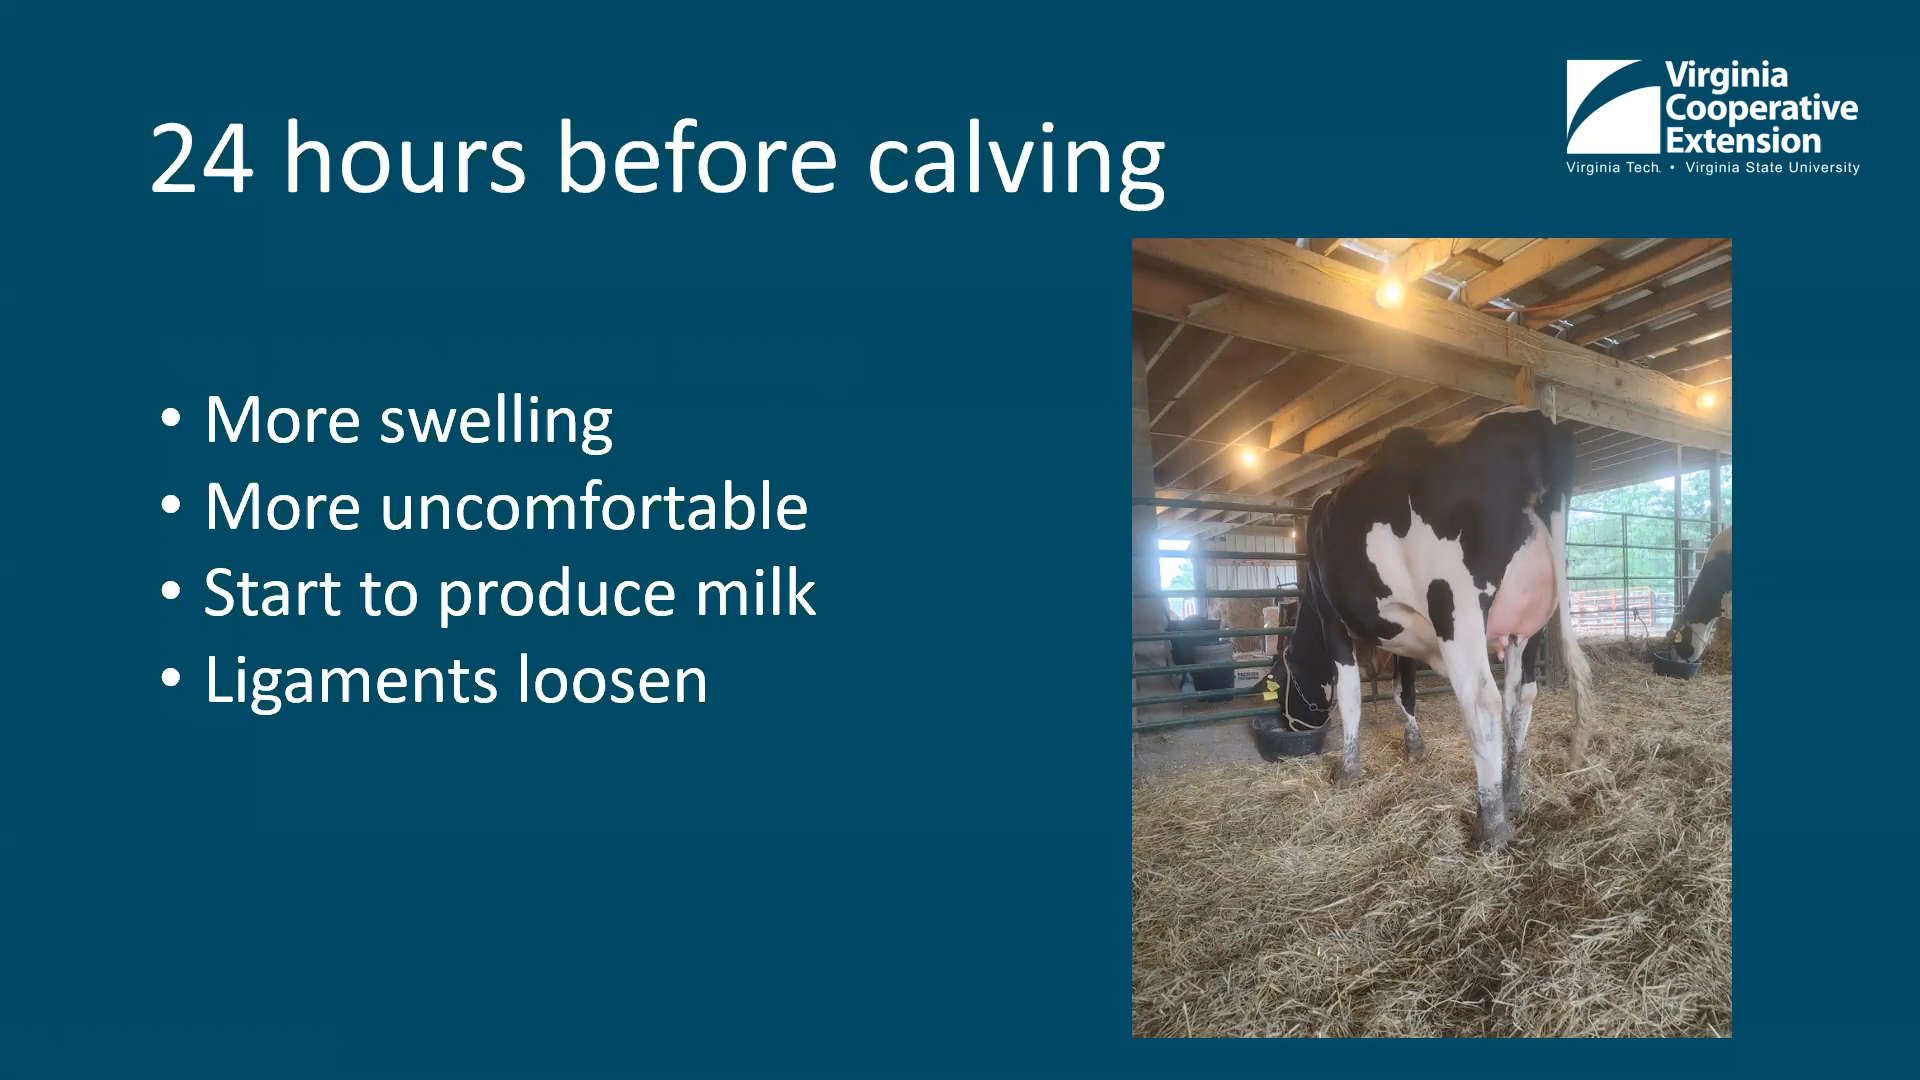 24 hours before calving
Virginia
Cooperative
Extension
Virginia Tech. • Virginia State University
• More swelling
• More uncomfortable
• Start to produce milk
• Ligaments loosen